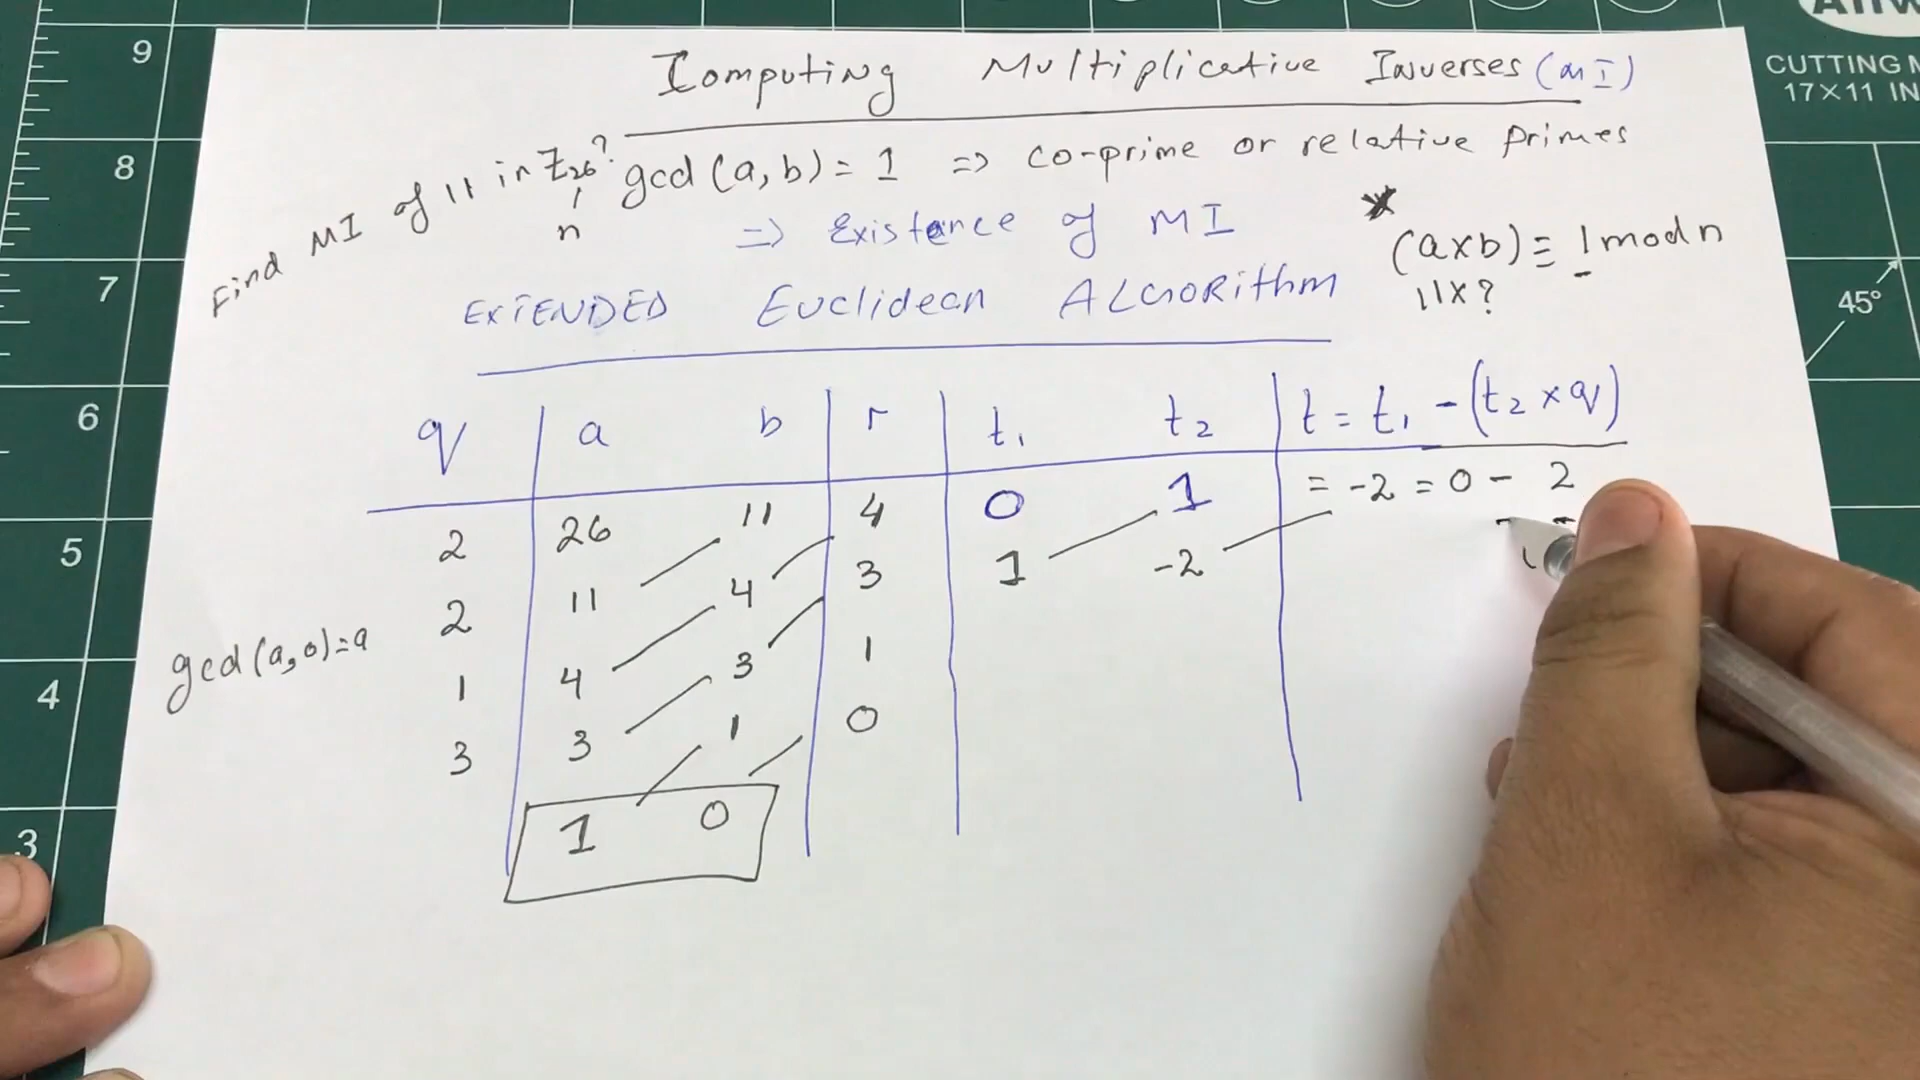 Computing Multiplicative Inverses (MI)
Find MI of 11 in Z26?
n
gcd (a, b) = 1 => co-prime or relative primes
=> Existance of MI
(a×b) ≡ 1 mod n
11×?
EXTENDED Euclidean ALGORithm
q a b r t1 t2 t = t1 - (t2 × q)
2 26 11 4 0 1 = -2 = 0 - 2
2 11 4 3 1 -2
1 4 3 1
3 3 1 0
1 0
gcd (a, 0) = a
9
8
7
6
5
4
3
CUTTING
17×11 IN
45°